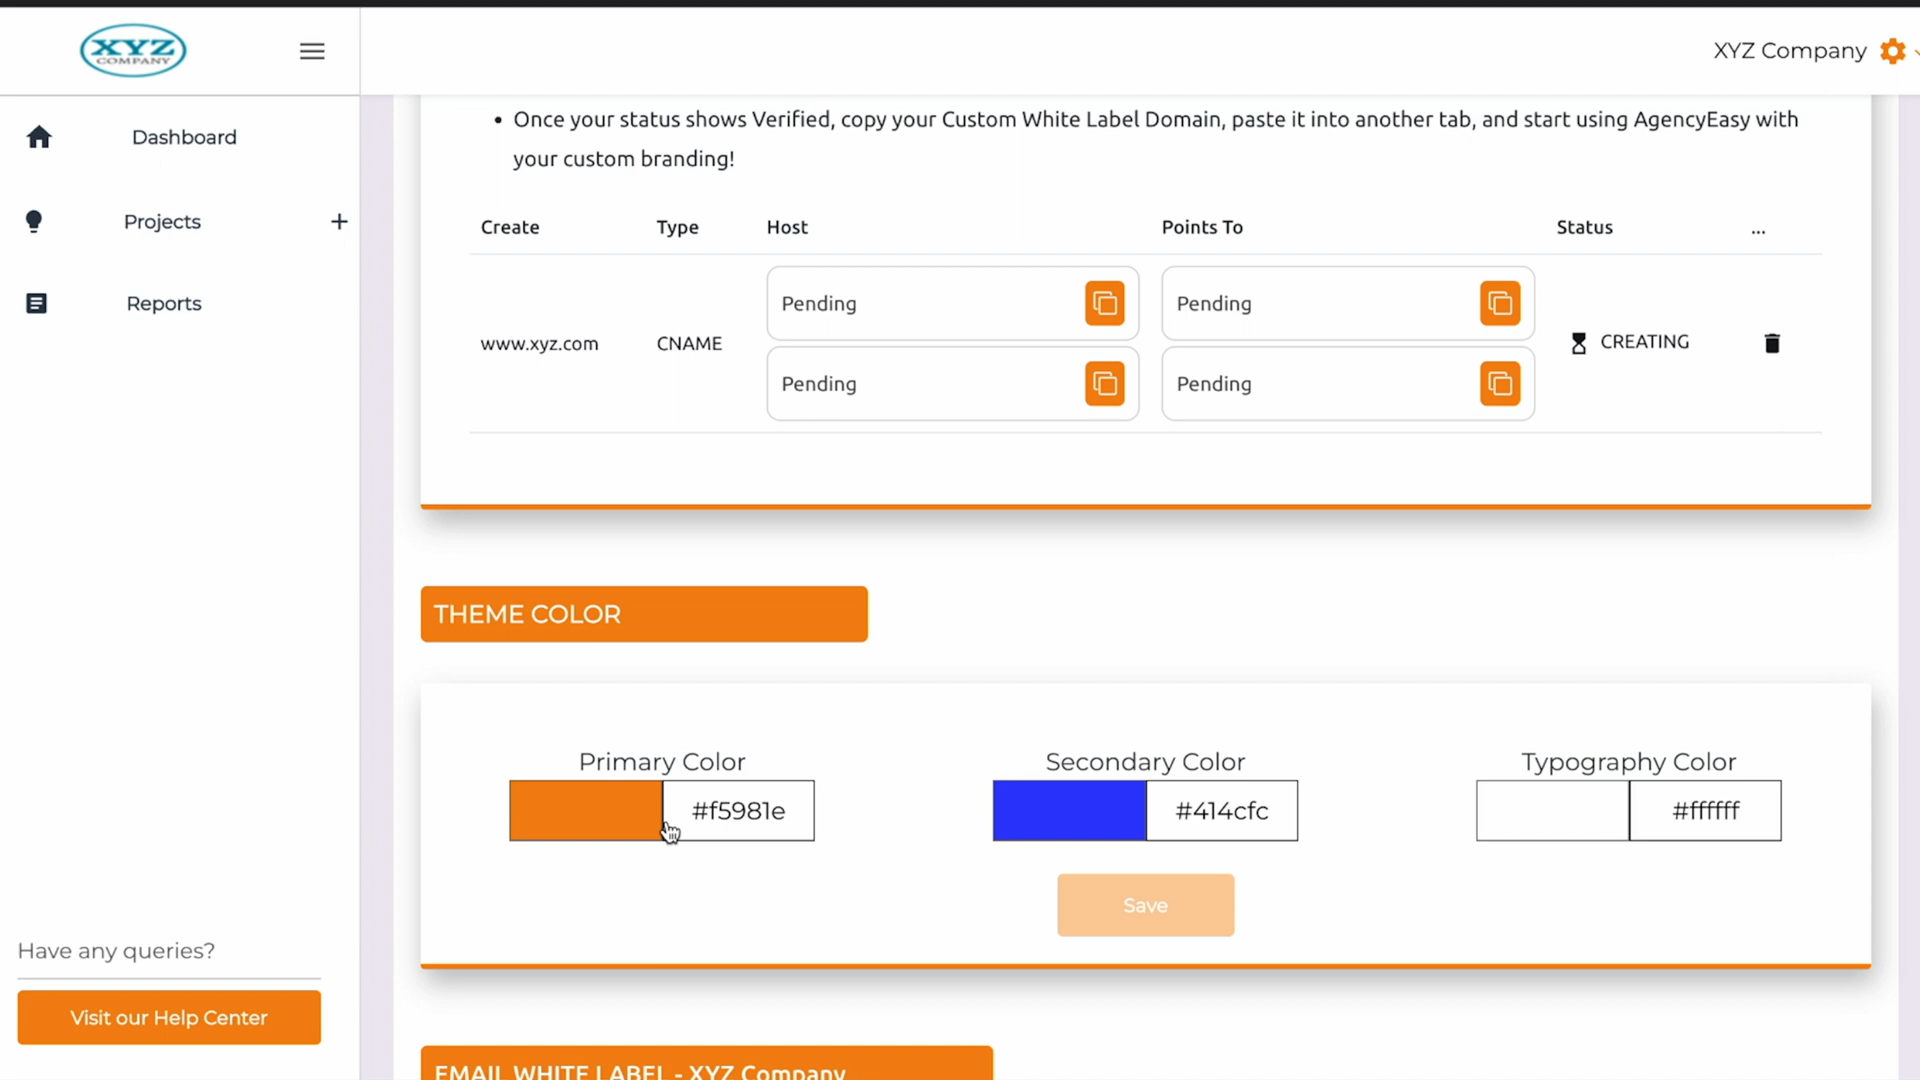 XYZ
COMPANY
XYZ Company
Dashboard
Projects
Reports
Once your status shows Verified, copy your Custom White Label Domain, paste it into another tab, and start using AgencyEasy with
your custom branding!
Create Type Host Points To Status ...
www.xyz.com CNAME
Pending Pending
Pending Pending
CREATING
THEME COLOR
Primary Color Secondary Color Typography Color
#f5981e #414cfc #ffffff
Save
Have any queries?
Visit our Help Center
EMAIL WHITE LABEL - XYZ Company